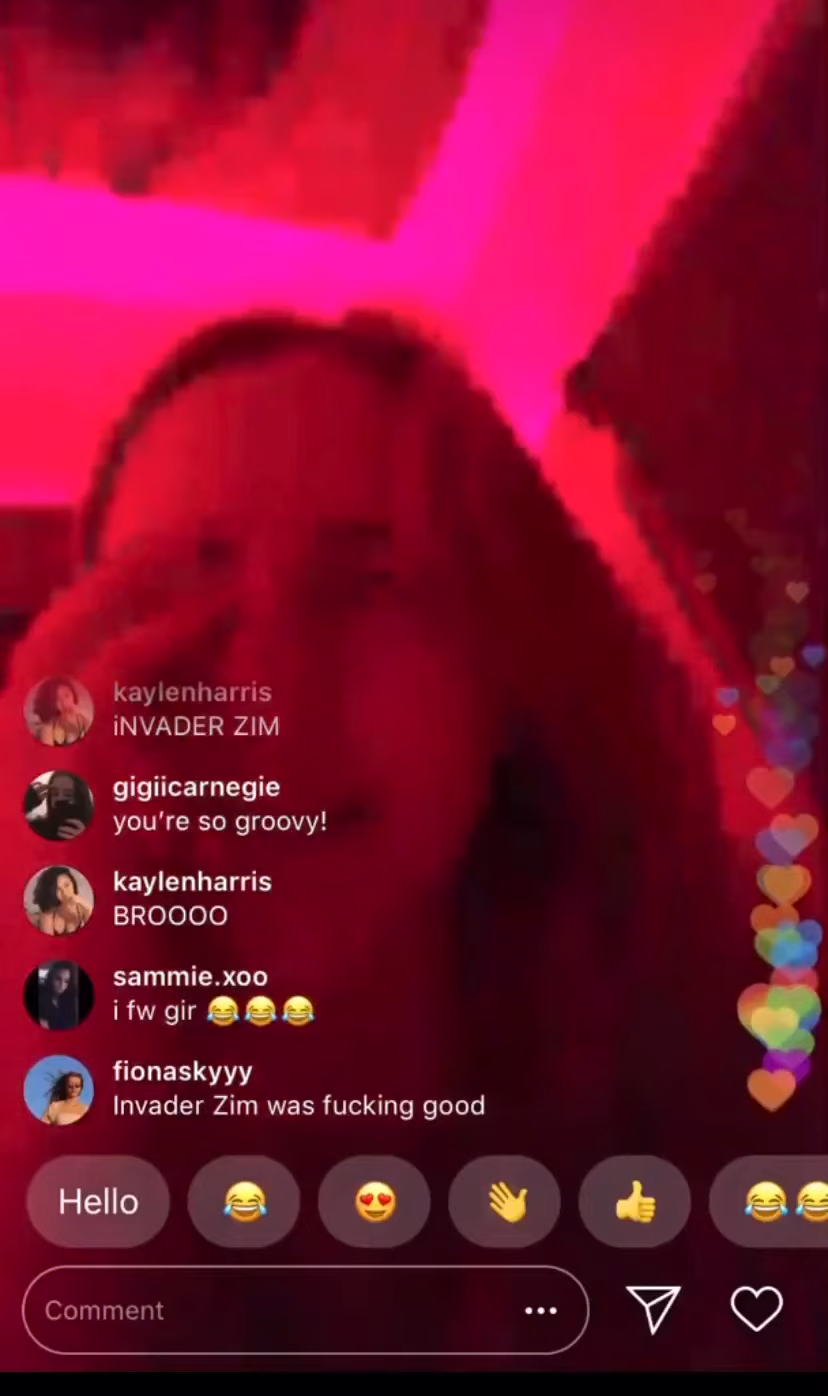 kaylenharris
iNVADER ZIM
gigiicarnegie
you’re so groovy!
kaylenharris
BROOOO
sammie.xoo
i fw gir 😂😂😂
fionaskyyy
Invader Zim was fucking good
Hello
Comment